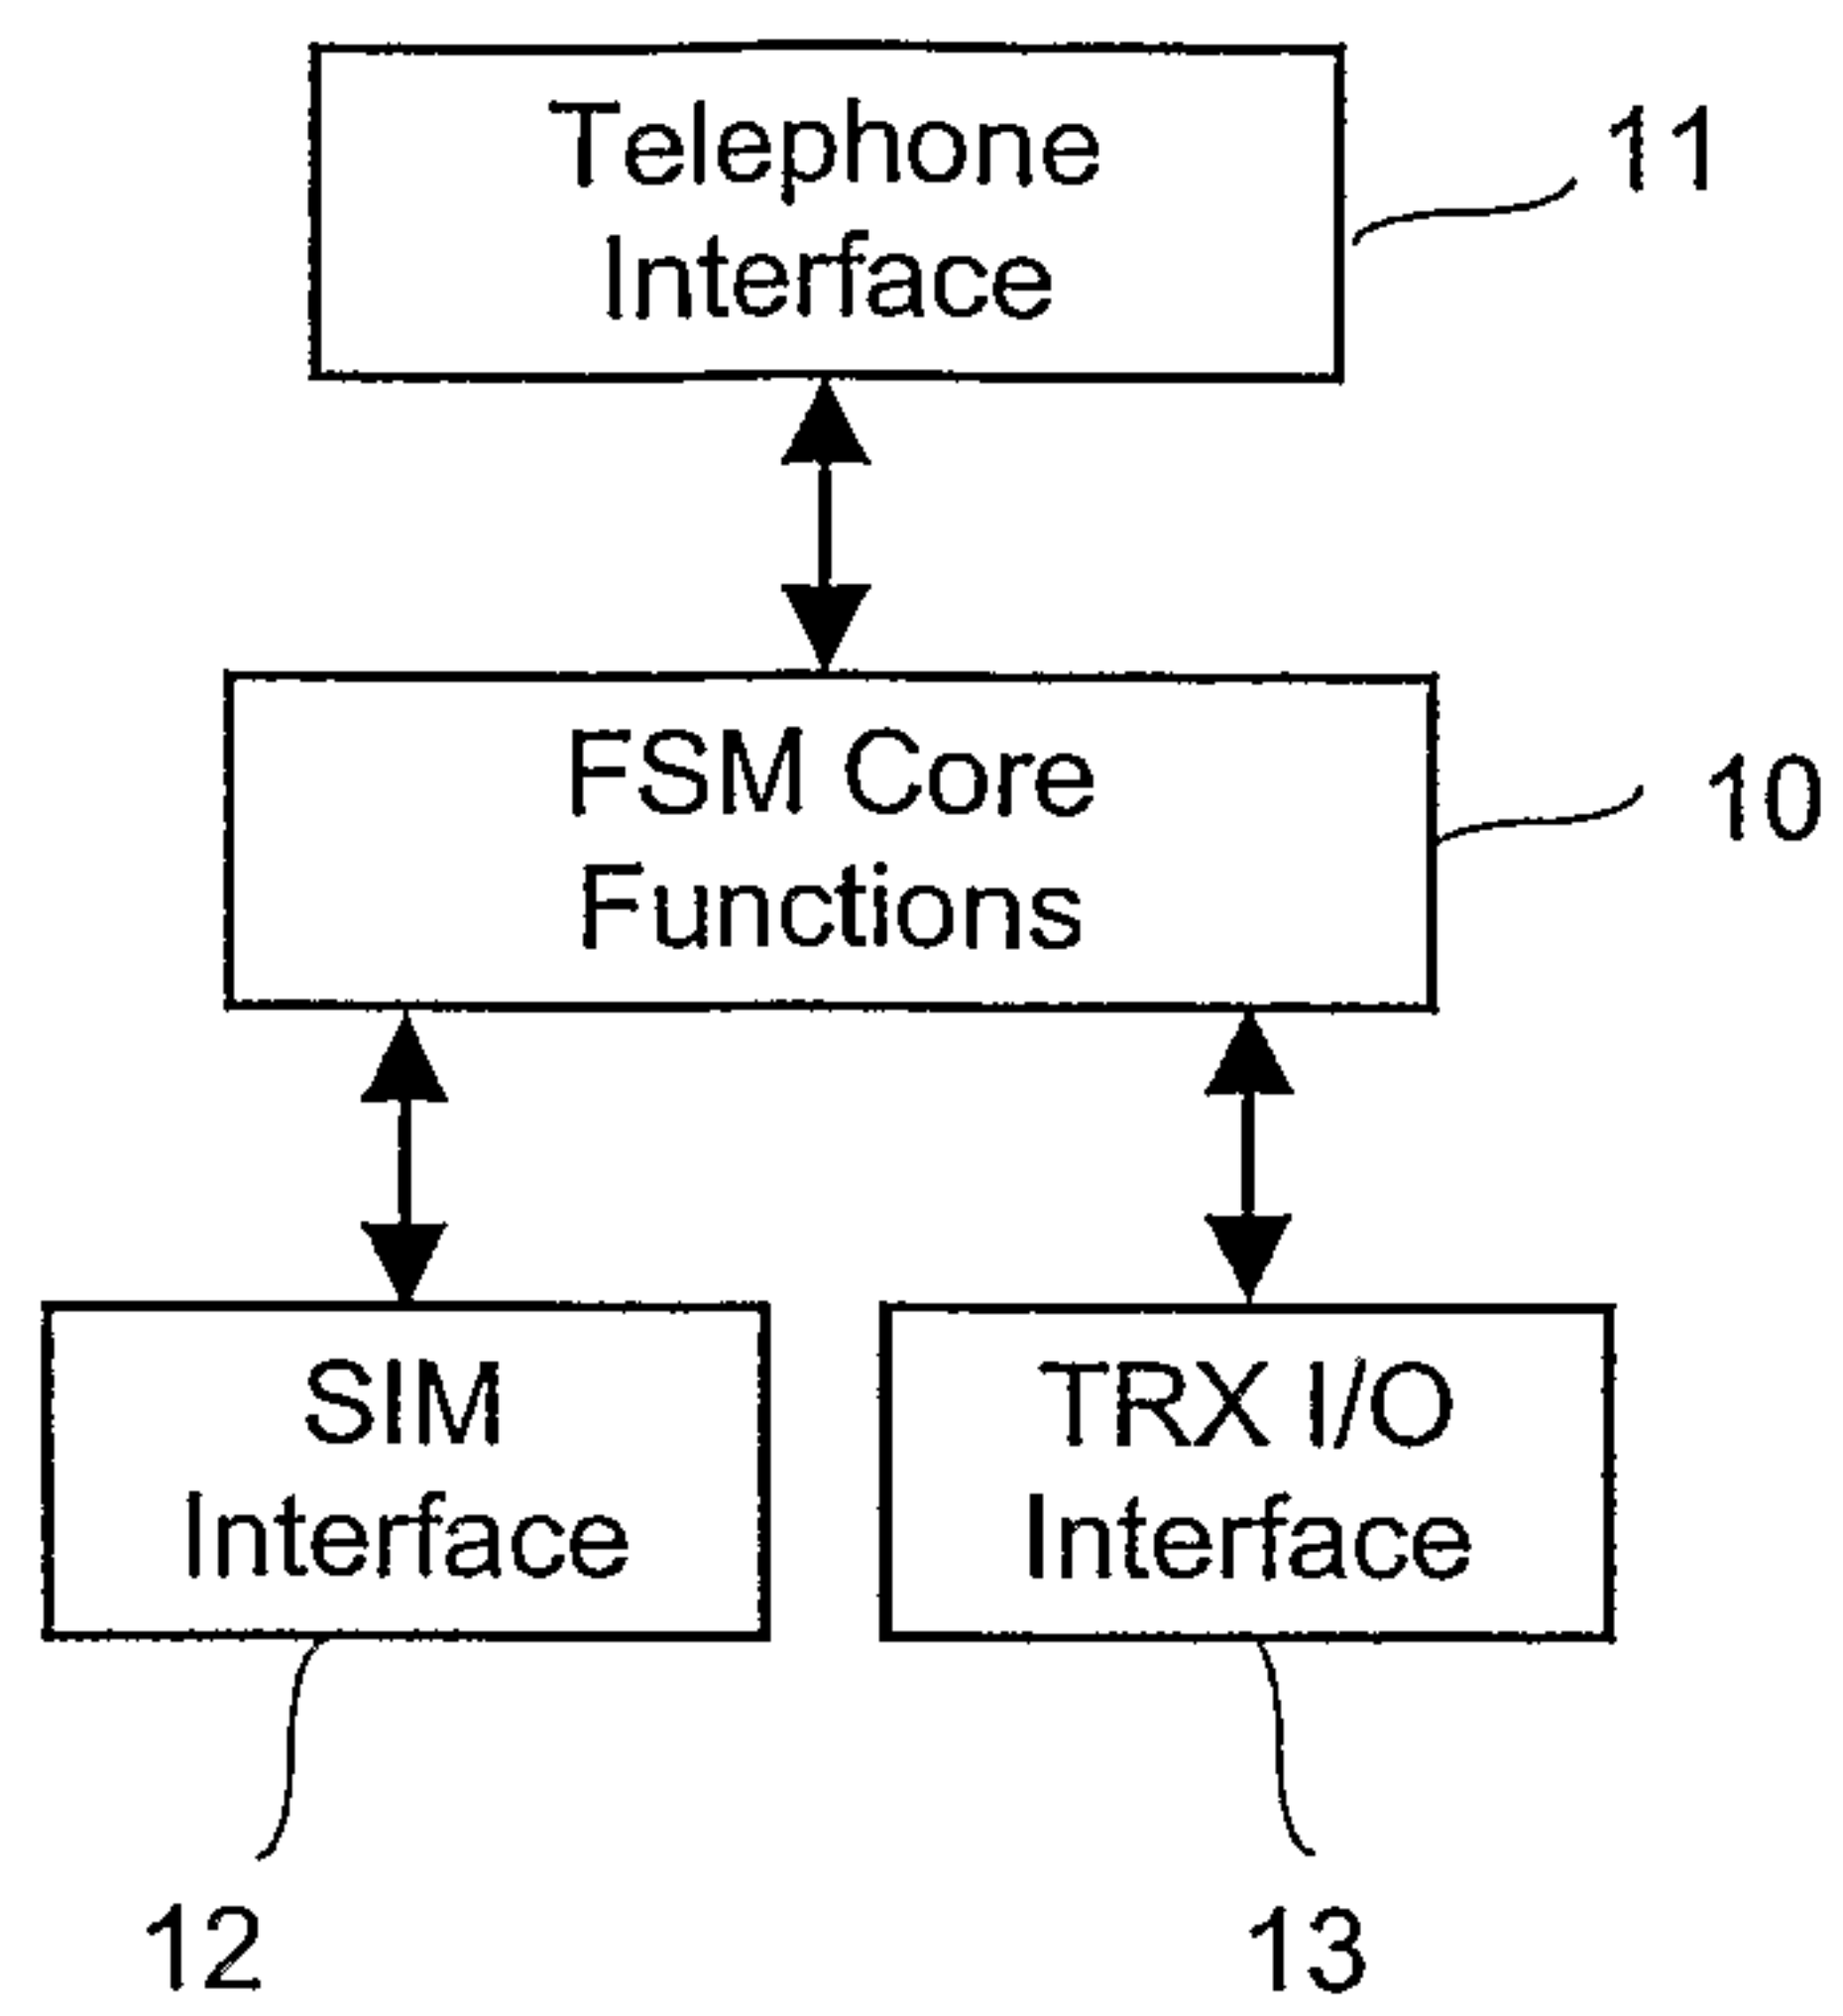 Telephone
Interface
11
FSM Core
Functions
10
SIM
Interface
TRX I/O
Interface
12
13